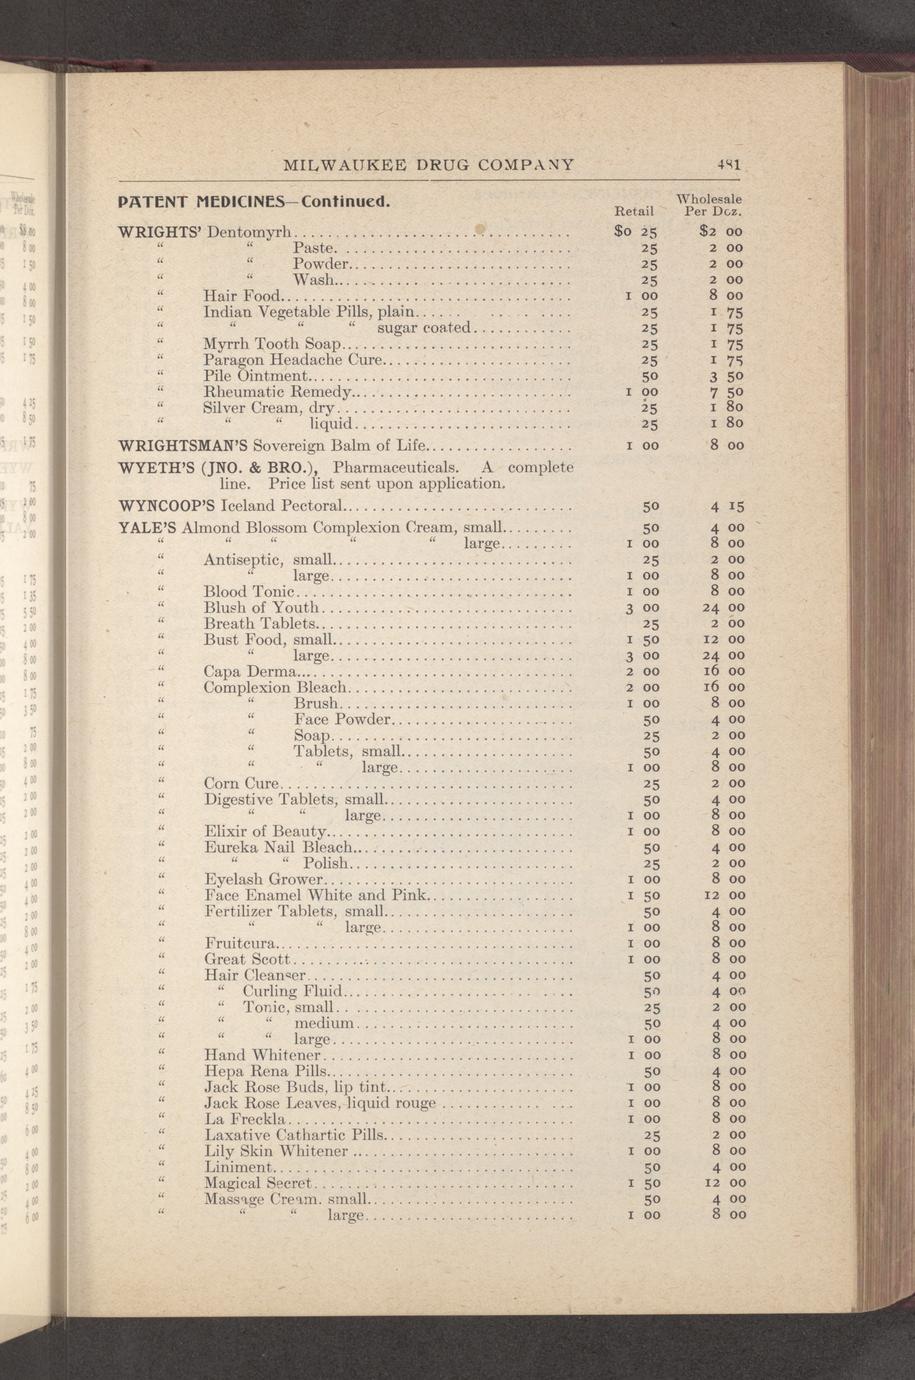 MILWAUKEE DRUG COMPANY 481
PATENT MEDICINES—Continued.
Retail Wholesale Per Doz.
WRIGHTS' Dentomyrh $0 25 $2 00
“ “ Paste 25 2 00
“ “ Powder 25 2 00
“ “ Wash 25 2 00
“ Hair Food 1 00 8 00
“ Indian Vegetable Pills, plain 25 1 75
“ “ “ “ sugar coated 25 1 75
“ Myrrh Tooth Soap 25 1 75
“ Paragon Headache Cure 25 1 75
“ Pile Ointment 50 3 50
“ Rheumatic Remedy 1 00 7 50
“ Silver Cream, dry 25 1 80
“ “ “ liquid 25 1 80
WRIGHTSMAN'S Sovereign Balm of Life 1 00 8 00
WYETH'S (JNO. & BRO.), Pharmaceuticals. A complete
line. Price list sent upon application.
WYNCOOP'S Iceland Pectoral 50 4 15
YALE'S Almond Blossom Complexion Cream, small 50 4 00
“ “ “ “ “ large 1 00 8 00
“ Antiseptic, small 25 2 00
“ “ large 1 00 8 00
“ Blood Tonic 1 00 8 00
“ Blush of Youth 3 00 24 00
“ Breath Tablets 25 2 00
“ Bust Food, small 1 50 12 00
“ “ large 3 00 24 00
“ Capa Derma 2 00 16 00
“ Complexion Bleach 2 00 16 00
“ “ Brush 1 00 8 00
“ “ Face Powder 50 4 00
“ “ Soap 25 2 00
“ “ Tablets, small 50 4 00
“ “ “ large 1 00 8 00
“ Corn Cure 25 2 00
“ Digestive Tablets, small 50 4 00
“ “ “ large 1 00 8 00
“ Elixir of Beauty 1 00 8 00
“ Eureka Nail Bleach 50 4 00
“ “ “ Polish 25 2 00
“ Eyelash Grower 1 00 8 00
“ Face Enamel White and Pink 1 50 12 00
“ Fertilizer Tablets, small 50 4 00
“ “ “ large 1 00 8 00
“ Fruitcura 1 00 8 00
“ Great Scott 1 00 8 00
“ Hair Cleanser 50 4 00
“ “ Curling Fluid 50 4 00
“ “ Tonic, small 25 2 00
“ “ “ medium 50 4 00
“ “ “ large 1 00 8 00
“ Hand Whitener 1 00 8 00
“ Hepa Rena Pills 50 4 00
“ Jack Rose Buds, lip tint 1 00 8 00
“ Jack Rose Leaves, liquid rouge 1 00 8 00
“ La Freckla 1 00 8 00
“ Laxative Cathartic Pills 25 2 00
“ Lily Skin Whitener 1 00 8 00
“ Liniment 50 4 00
“ Magical Secret 1 50 12 00
“ Massage Cream. small 50 4 00
“ “ “ large 1 00 8 00